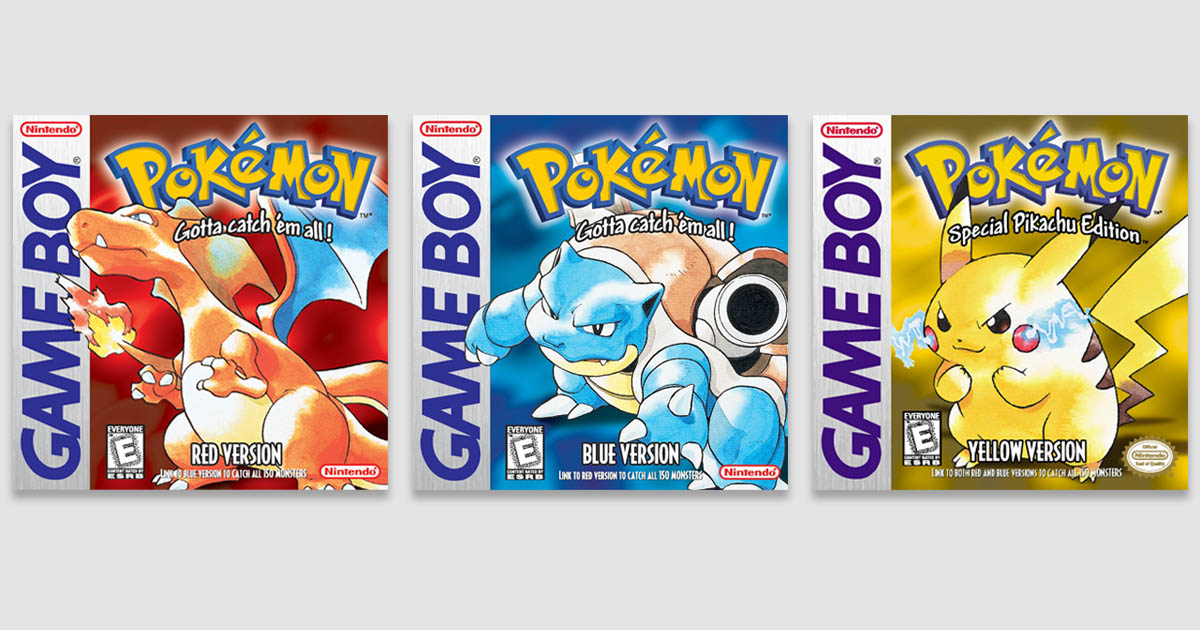 Nintendo®
GAME BOY®
POKéMON™
Gotta catch 'em all!
EVERYONE
E
CONTENT RATED BY
ESRB
RED VERSION
LINK TO BLUE VERSION TO CATCH ALL 150 MONSTERS
Nintendo®
Nintendo®
GAME BOY®
POKéMON™
Gotta catch 'em all!
EVERYONE
E
CONTENT RATED BY
ESRB
BLUE VERSION
LINK TO RED VERSION TO CATCH ALL 150 MONSTERS
Nintendo®
Nintendo®
GAME BOY®
POKéMON™
Special Pikachu Edition™
EVERYONE
E
CONTENT RATED BY
ESRB
YELLOW VERSION
LINK TO BOTH RED AND BLUE VERSIONS TO CATCH ALL 150 MONSTERS
Official
Nintendo
Seal of Quality